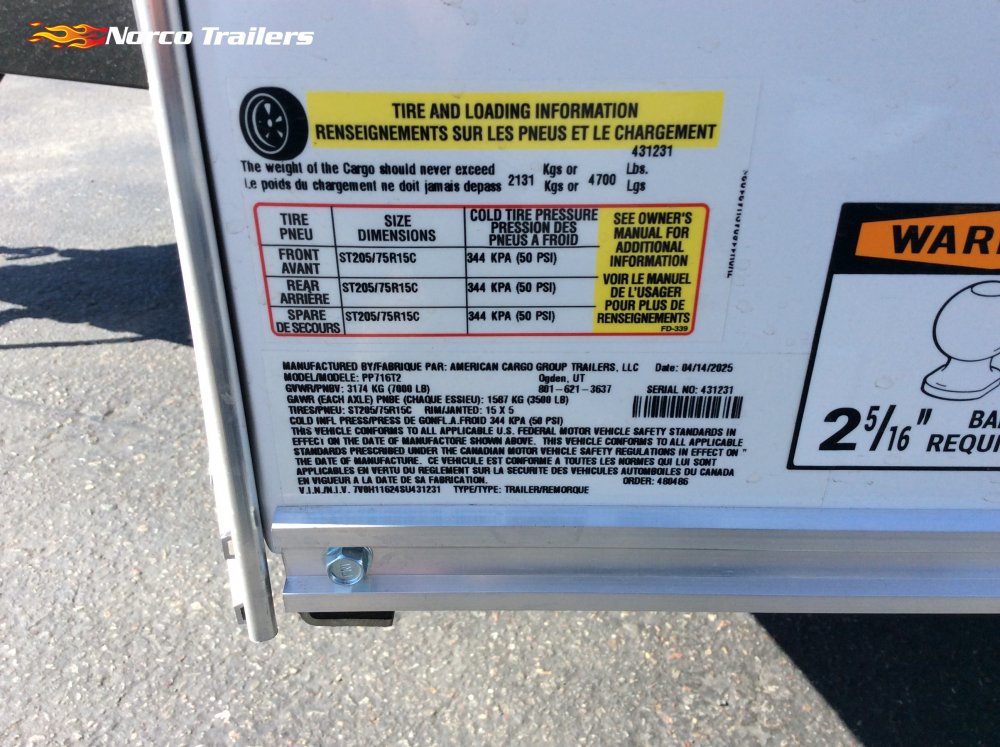 Norco Trailers
TIRE AND LOADING INFORMATION
RENSEIGNEMENTS SUR LES PNEUS ET LE CHARGEMENT
431231
The weight of the Cargo should never exceed 2131 Kgs or 4700 Lbs.
Le poids du chargement ne doit jamais depass Kgs or Lgs
TIRE PNEU
SIZE DIMENSIONS
COLD TIRE PRESSURE PRESSION DES PNEUS A FROID
FRONT AVANT
ST205/75R15C
344 KPA (50 PSI)
REAR ARRIÈRE
ST205/75R15C
344 KPA (50 PSI)
SPARE DE SECOURS
ST205/75R15C
344 KPA (50 PSI)
SEE OWNER'S
MANUAL FOR
ADDITIONAL
INFORMATION
VOIR LE MANUEL
DE L'USAGER
POUR PLUS DE
RENSEIGNEMENTS
FD-339
MANUFACTURED BY/FABRIQUE PAR: AMERICAN CARGO GROUP TRAILERS, LLC Date: 04/14/2025
MODEL/MODELE: PP716T2 Ogden, UT
GVWR/PNBV: 3174 KG (7000 LB) 801-621-3637 SERIAL NO: 431231
GAWR (EACH AXLE) PNBE (CHAQUE ESSIEU): 1587 KG (3500 LB)
TIRES/PNEU: ST205/75R15C RIM/JANTED: 15 X 5
COLD INFL PRESS/PRESS DE GONFL.A.FROID 344 KPA (50 PSI)
THIS VEHICLE CONFORMS TO ALL APPLICABLE U.S. FEDERAL MOTOR VEHICLE SAFETY STANDARDS IN
EFFECT ON THE DATE OF MANUFACTORE SHOWN ABOVE. THIS VEHICLE CONFORMS TO ALL APPLICABLE
STANDARDS PRESCRIBED UNDER THE CANADIAN MOTOR VEHICLE SAFETY REGULATIONS IN EFFECT ON "
THE DATE OF MANUFACTURE. CE VEHICULE EST CONFORME A TOUTES LES NORMES QUI LUI SONT
APPLICABLES EN VERTU DU REGLEMENT SUR LA SECURITE DES VEHICULES AUTOMBOILES DU CANADA
EN VIGUEUR A LA DATE DE SA FABRICATION. ORDER: 480486
V.I.N./N.I.V. 7V0H11624SU431231 TYPE/TYPE: TRAILER/REMORQUE
WAR
2 5/16" BA
REQUI